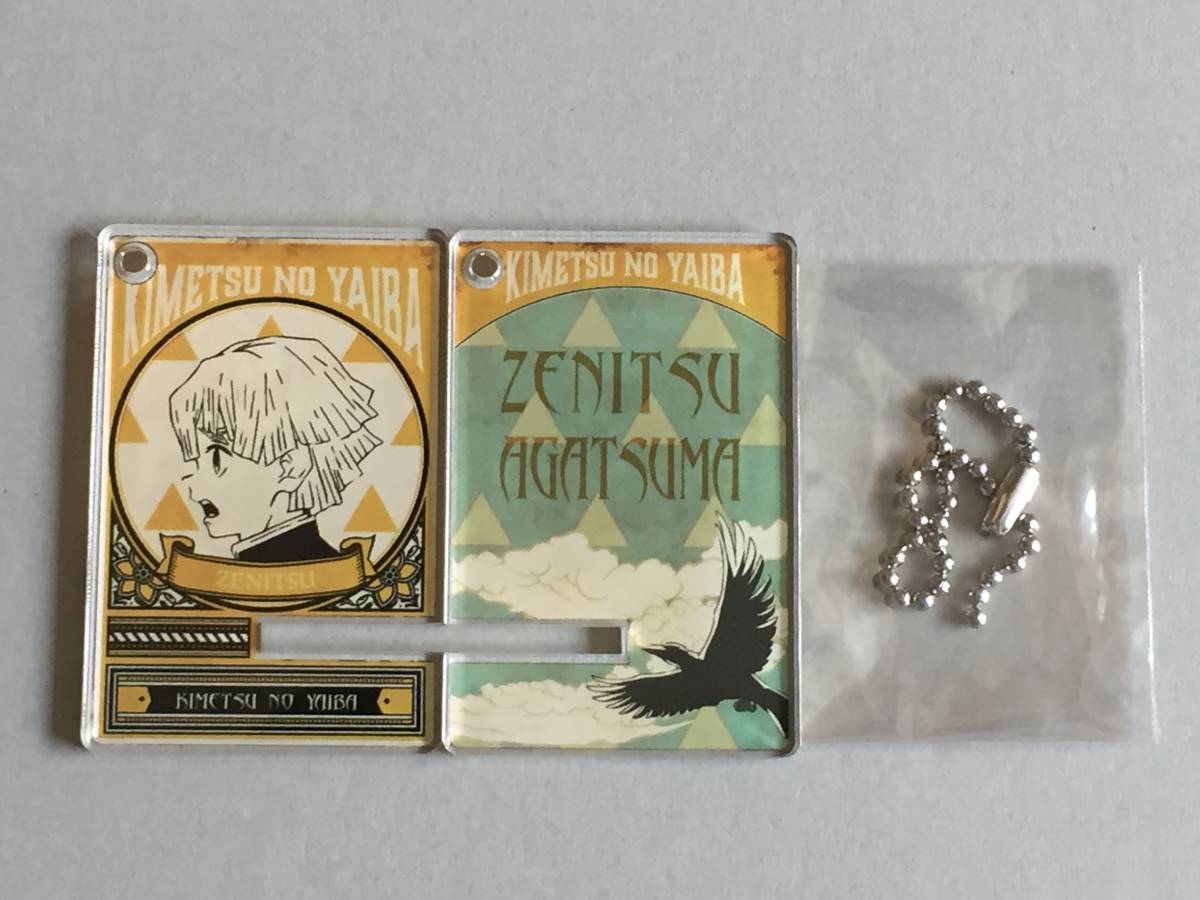 KIMETSU NO YAIBA
ZENITSU
KIMETSU NO YAIBA
KIMETSU NO YAIBA
ZENITSU
AGATSUMA